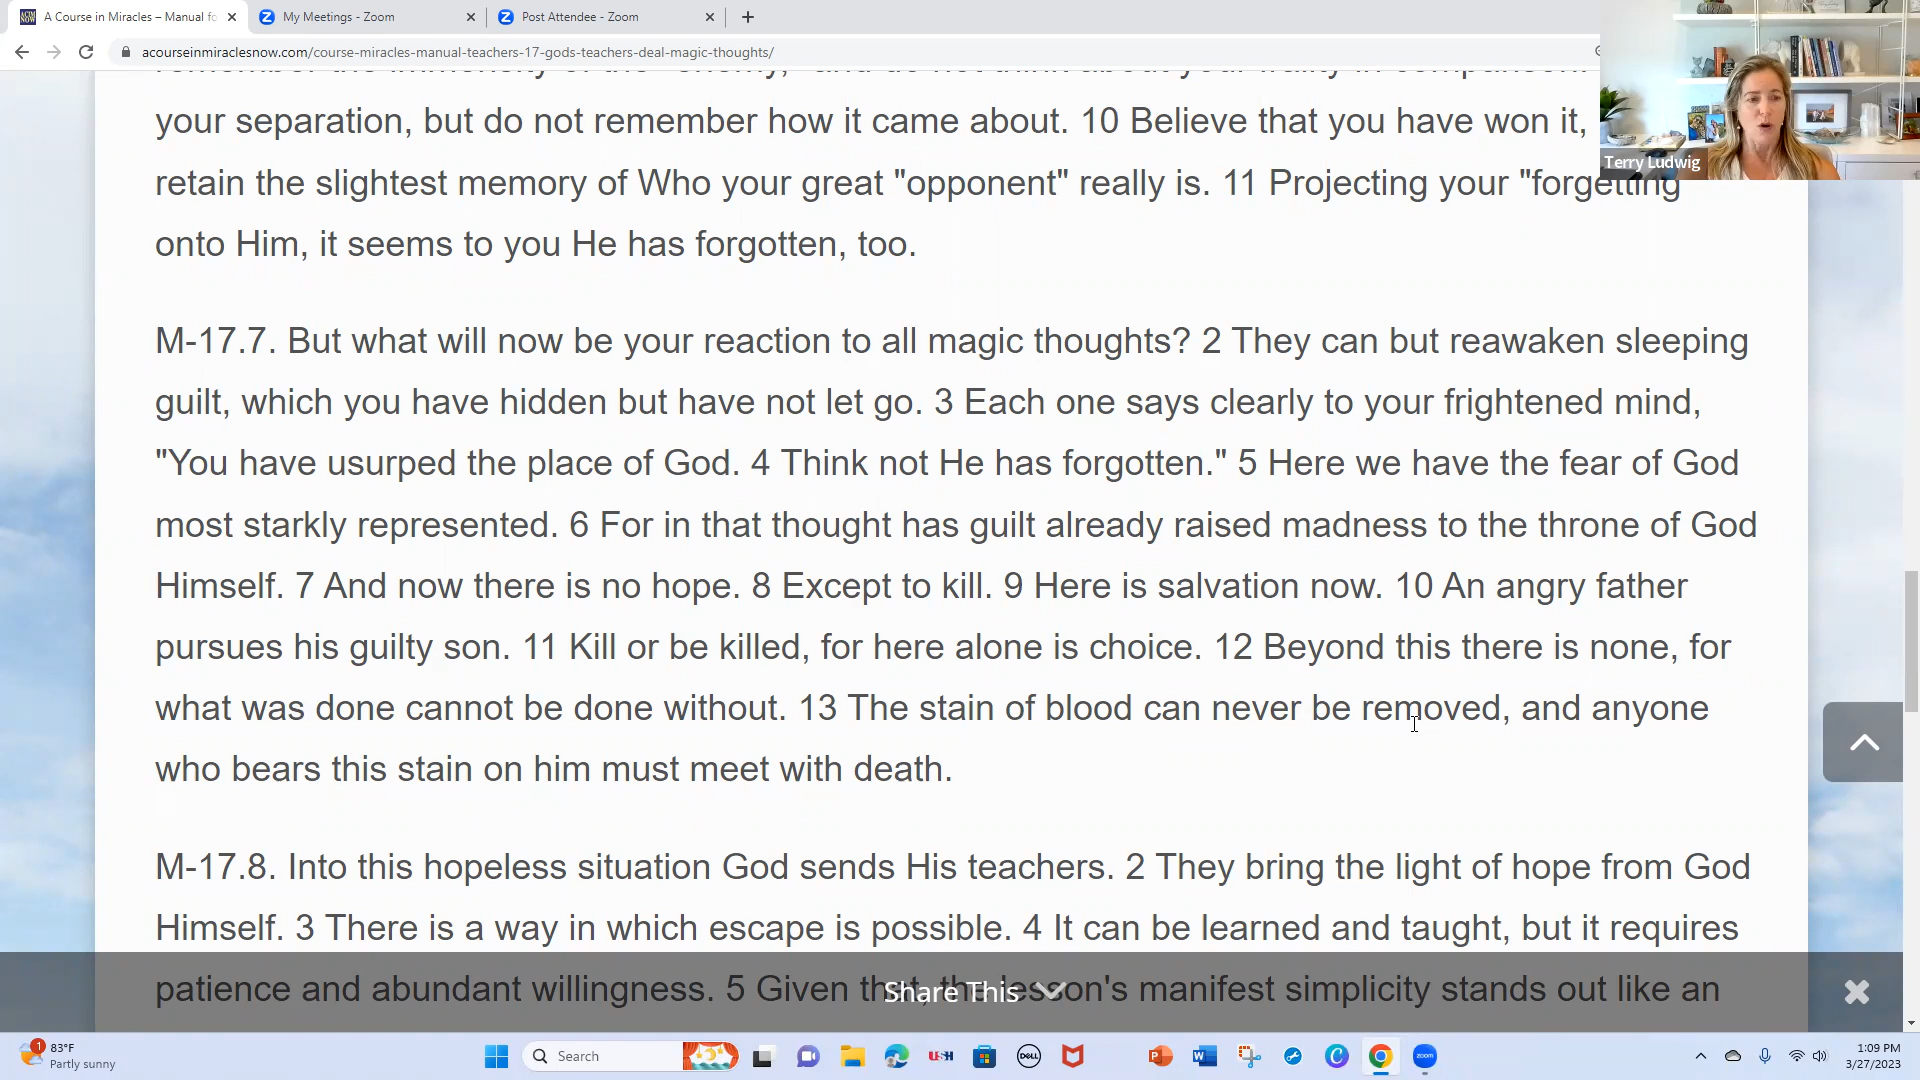 A Course in Miracles – Manual fo
My Meetings - Zoom
Post Attendee - Zoom
acourseinmiraclesnow.com/course-miracles-manual-teachers-17-gods-teachers-deal-magic-thoughts/
Terry Ludwig
your separation, but do not remember how it came about. 10 Believe that you have won it,
retain the slightest memory of Who your great "opponent" really is. 11 Projecting your "forgetting
onto Him, it seems to you He has forgotten, too.
M-17.7. But what will now be your reaction to all magic thoughts? 2 They can but reawaken sleeping
guilt, which you have hidden but have not let go. 3 Each one says clearly to your frightened mind,
"You have usurped the place of God. 4 Think not He has forgotten." 5 Here we have the fear of God
most starkly represented. 6 For in that thought has guilt already raised madness to the throne of God
Himself. 7 And now there is no hope. 8 Except to kill. 9 Here is salvation now. 10 An angry father
pursues his guilty son. 11 Kill or be killed, for here alone is choice. 12 Beyond this there is none, for
what was done cannot be done without. 13 The stain of blood can never be removed, and anyone
who bears this stain on him must meet with death.
M-17.8. Into this hopeless situation God sends His teachers. 2 They bring the light of hope from God
Himself. 3 There is a way in which escape is possible. 4 It can be learned and taught, but it requires
patience and abundant willingness. 5 Given that, the lesson's manifest simplicity stands out like an
Share This
1
83°F
Partly sunny
Search
USH
DELL
zoom
1:09 PM
3/27/2023